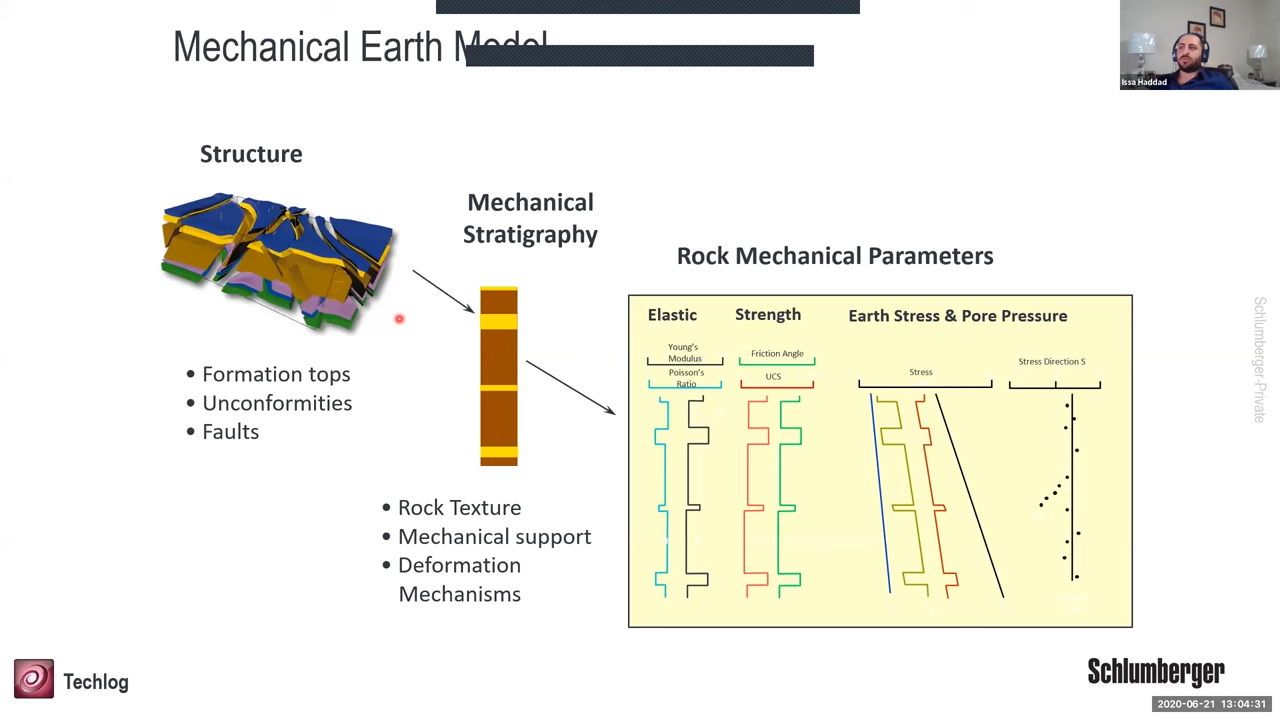 Mechanical Earth Model
Issa Haddad
Structure
Mechanical
Stratigraphy
Rock Mechanical Parameters
• Formation tops
• Unconformities
• Faults
• Rock Texture
• Mechanical support
• Deformation
Mechanisms
Elastic
Strength
Earth Stress & Pore Pressure
Young's
Modulus
Poisson's
Ratio
Friction Angle
UCS
Stress
Stress Direction S
Schlumberger-Private
Techlog
Schlumberger
2020-06-21 13:04:31